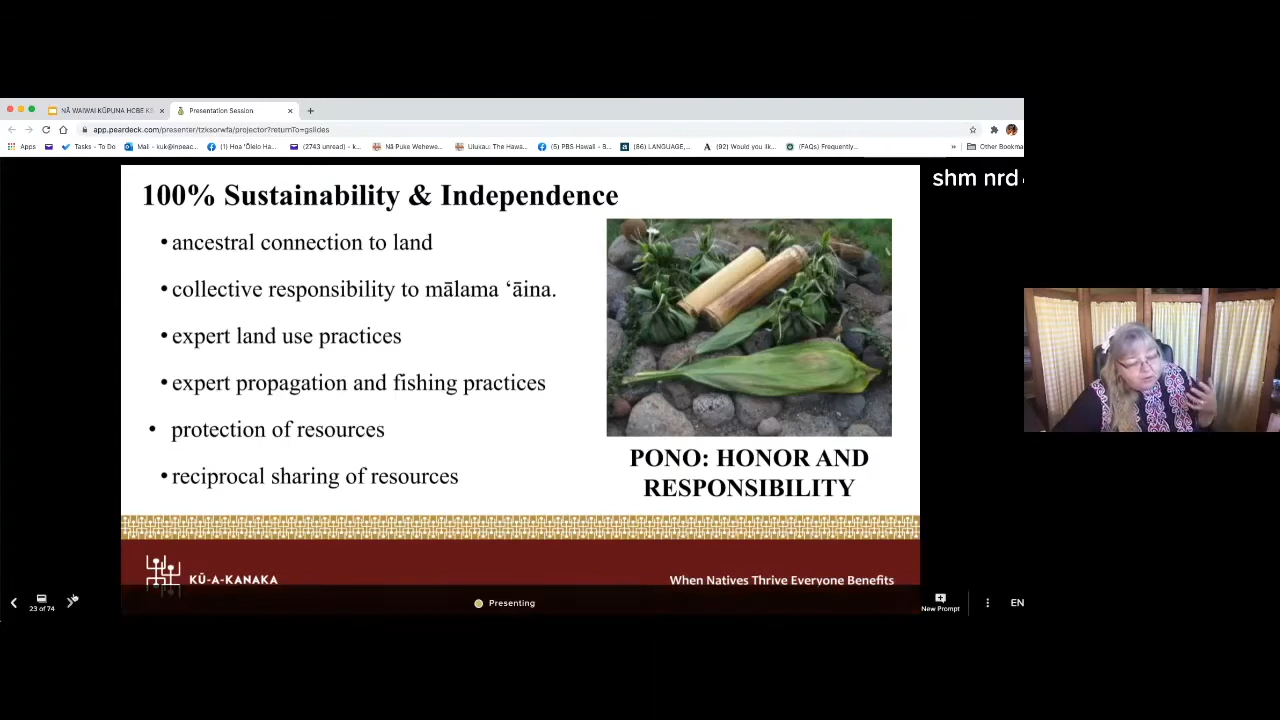 NĀ WAIWAI KŪPUNA HCBE K
Presentation Session
app.peardeck.com/presenter/tzksorwfa/projector?returnTo=gslides
Apps
Tasks - To Do
Mail - kuk@inpeac
(1) Hoa ʻŌlelo Ha...
(2743 unread) - k...
Nā Puke Wehewe...
Uluka.: The Hawa...
(5) PBS Hawaii - B...
(86) LANGUAGE,...
(92) Would you lik...
(FAQs) Frequently...
»
Other Bookma
100% Sustainability & Independence
• ancestral connection to land
• collective responsibility to mālama ʻāina.
• expert land use practices
• expert propagation and fishing practices
• protection of resources
• reciprocal sharing of resources
PONO: HONOR AND
RESPONSIBILITY
shm nrd
KŪ-A-KANAKA
When Natives Thrive Everyone Benefits
23 of 74
Presenting
New Prompt
EN